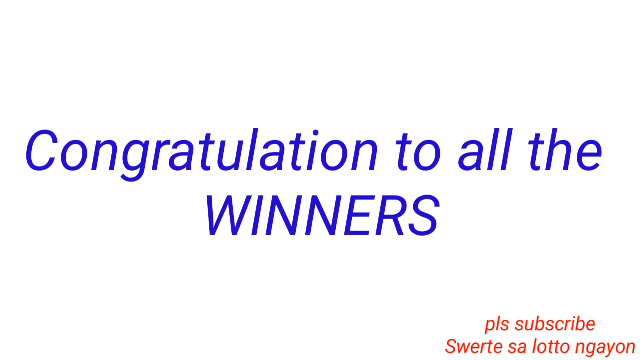 Congratulation to all the
WINNERS
pls subscribe
Swerte sa lotto ngayon